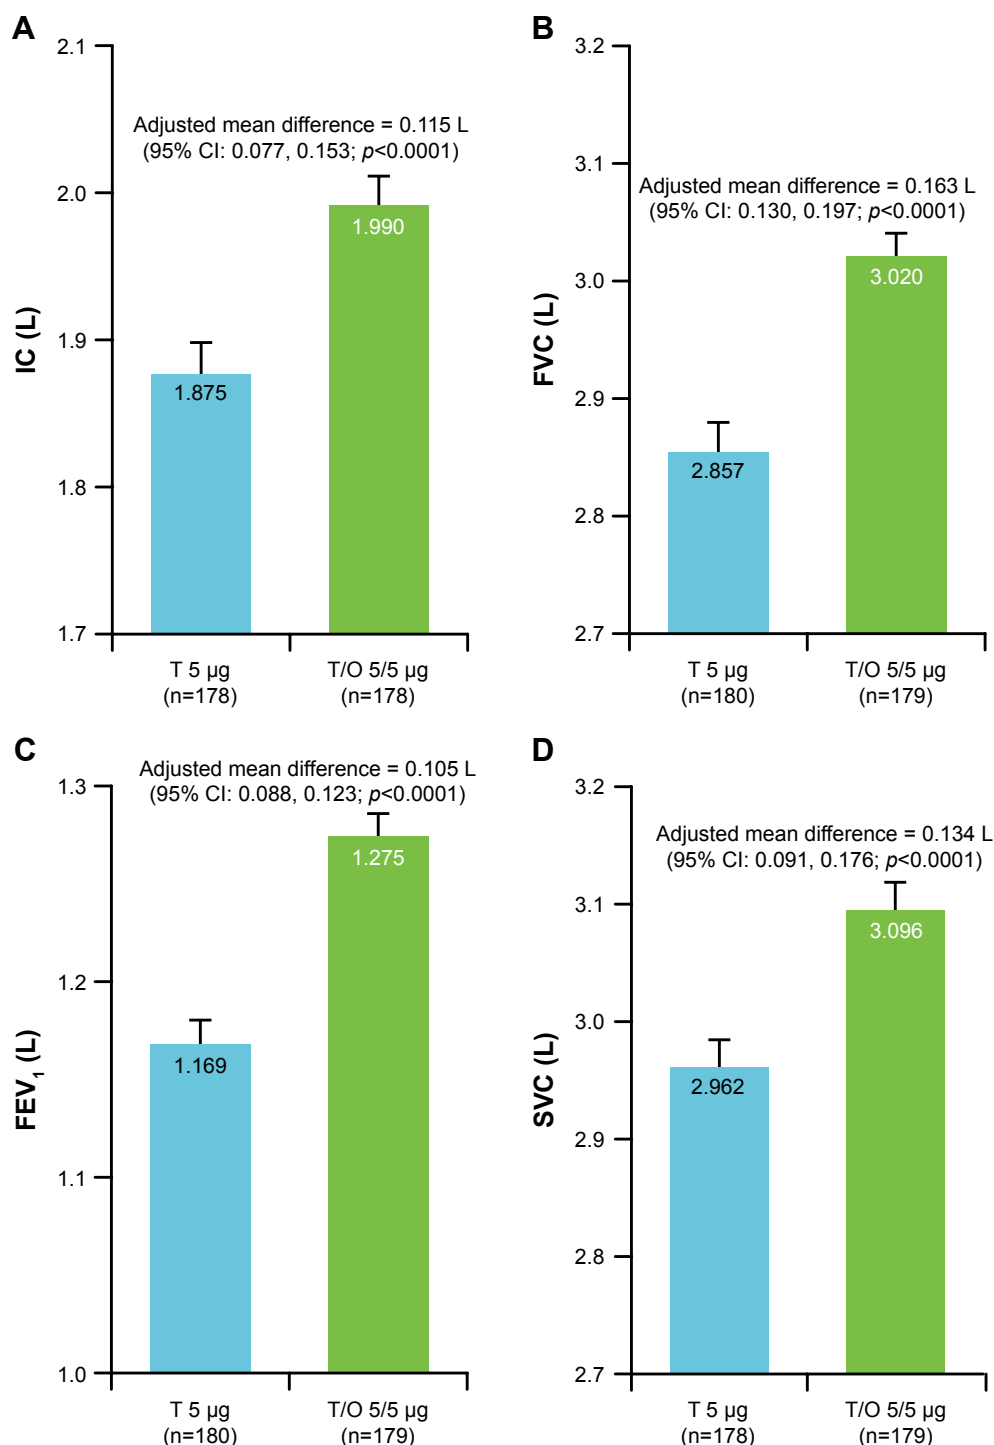 A
2.1
2.0
1.9
1.8
1.7
IC (L)
Adjusted mean difference = 0.115 L
(95% CI: 0.077, 0.153; p<0.0001)
1.875
1.990
T 5 µg
(n=178)
T/O 5/5 µg
(n=178)
B
3.2
3.1
3.0
2.9
2.8
2.7
FVC (L)
Adjusted mean difference = 0.163 L
(95% CI: 0.130, 0.197; p<0.0001)
2.857
3.020
T 5 µg
(n=180)
T/O 5/5 µg
(n=179)
C
1.3
1.2
1.1
1.0
FEV₁ (L)
Adjusted mean difference = 0.105 L
(95% CI: 0.088, 0.123; p<0.0001)
1.169
1.275
T 5 µg
(n=180)
T/O 5/5 µg
(n=179)
D
3.2
3.1
3.0
2.9
2.8
2.7
SVC (L)
Adjusted mean difference = 0.134 L
(95% CI: 0.091, 0.176; p<0.0001)
2.962
3.096
T 5 µg
(n=178)
T/O 5/5 µg
(n=179)